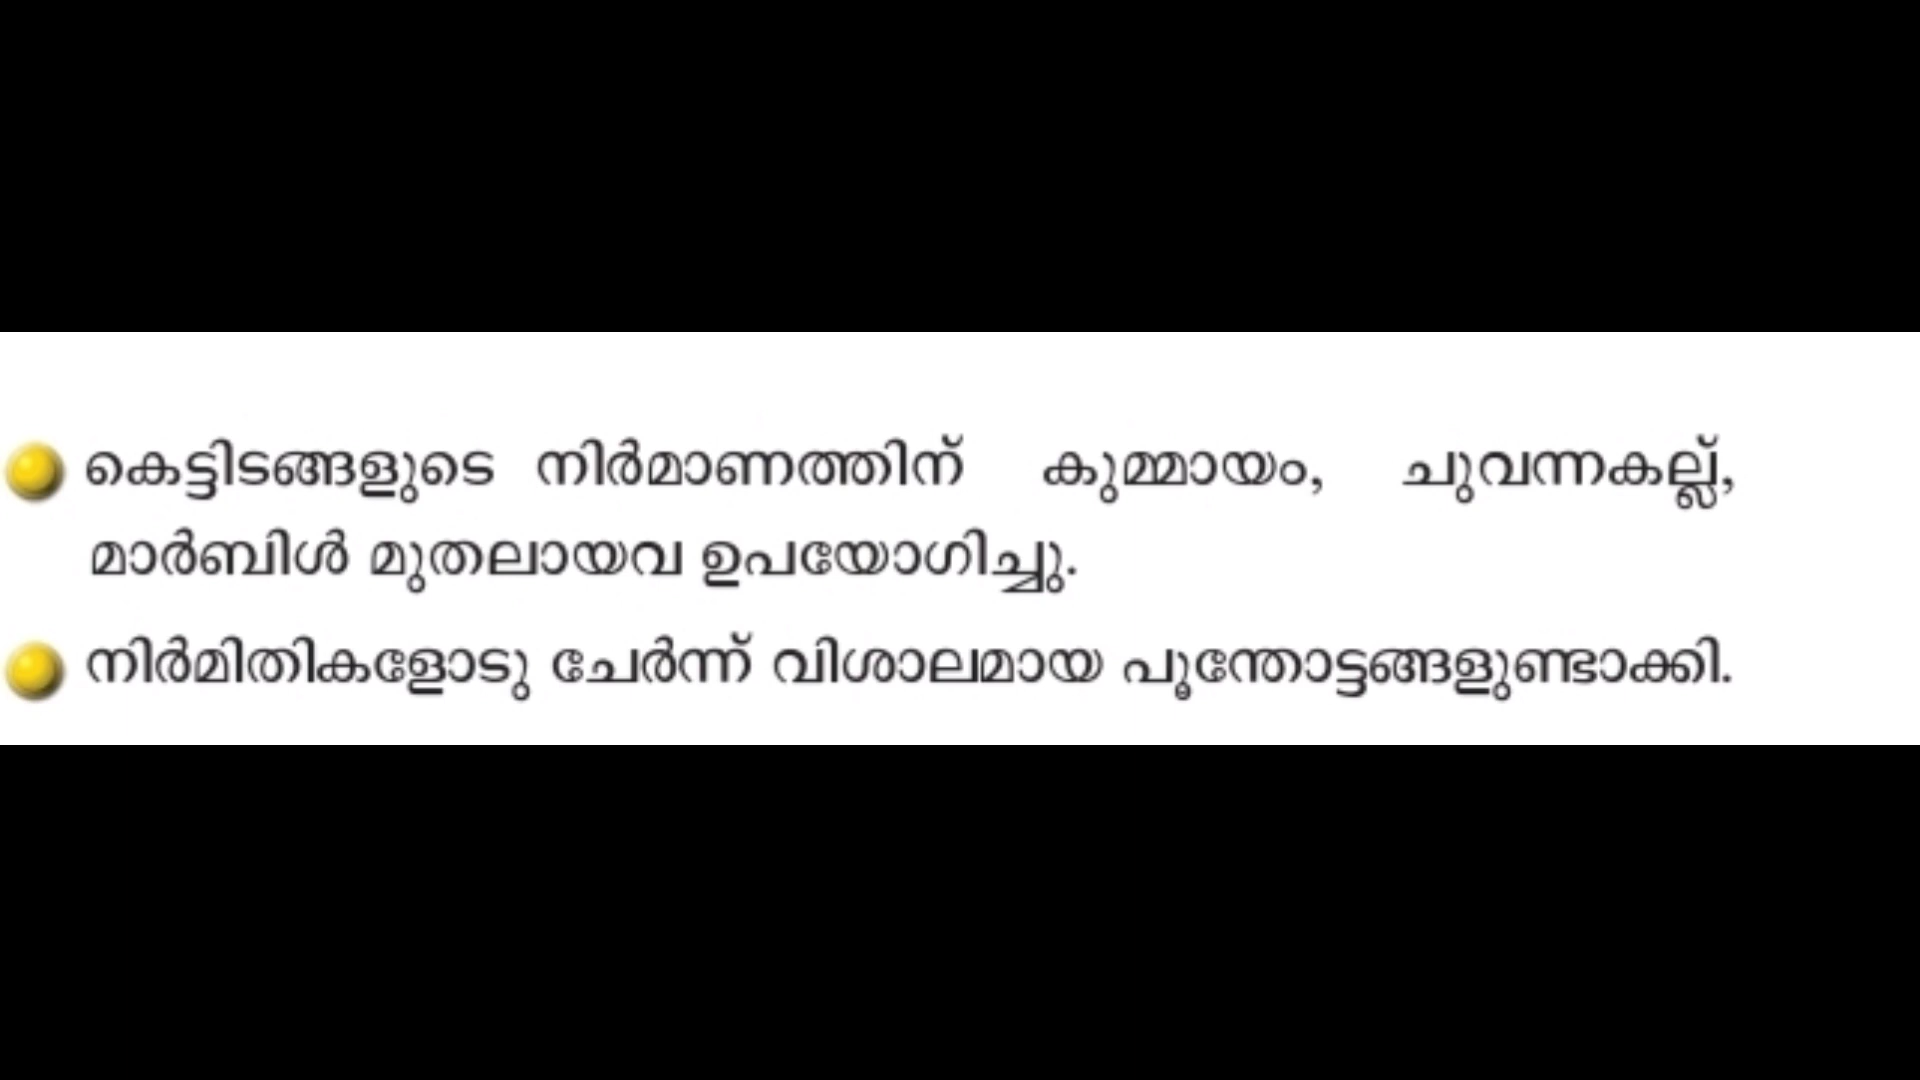 കെട്ടിടങ്ങളുടെ നിർമാണത്തിന് കുമ്മായം, ചുവന്നകല്ല്,
മാർബിൾ മുതലായവ ഉപയോഗിച്ചു.
നിർമിതികളോടു ചേർന്ന് വിശാലമായ പൂന്തോട്ടങ്ങളുണ്ടാക്കി.